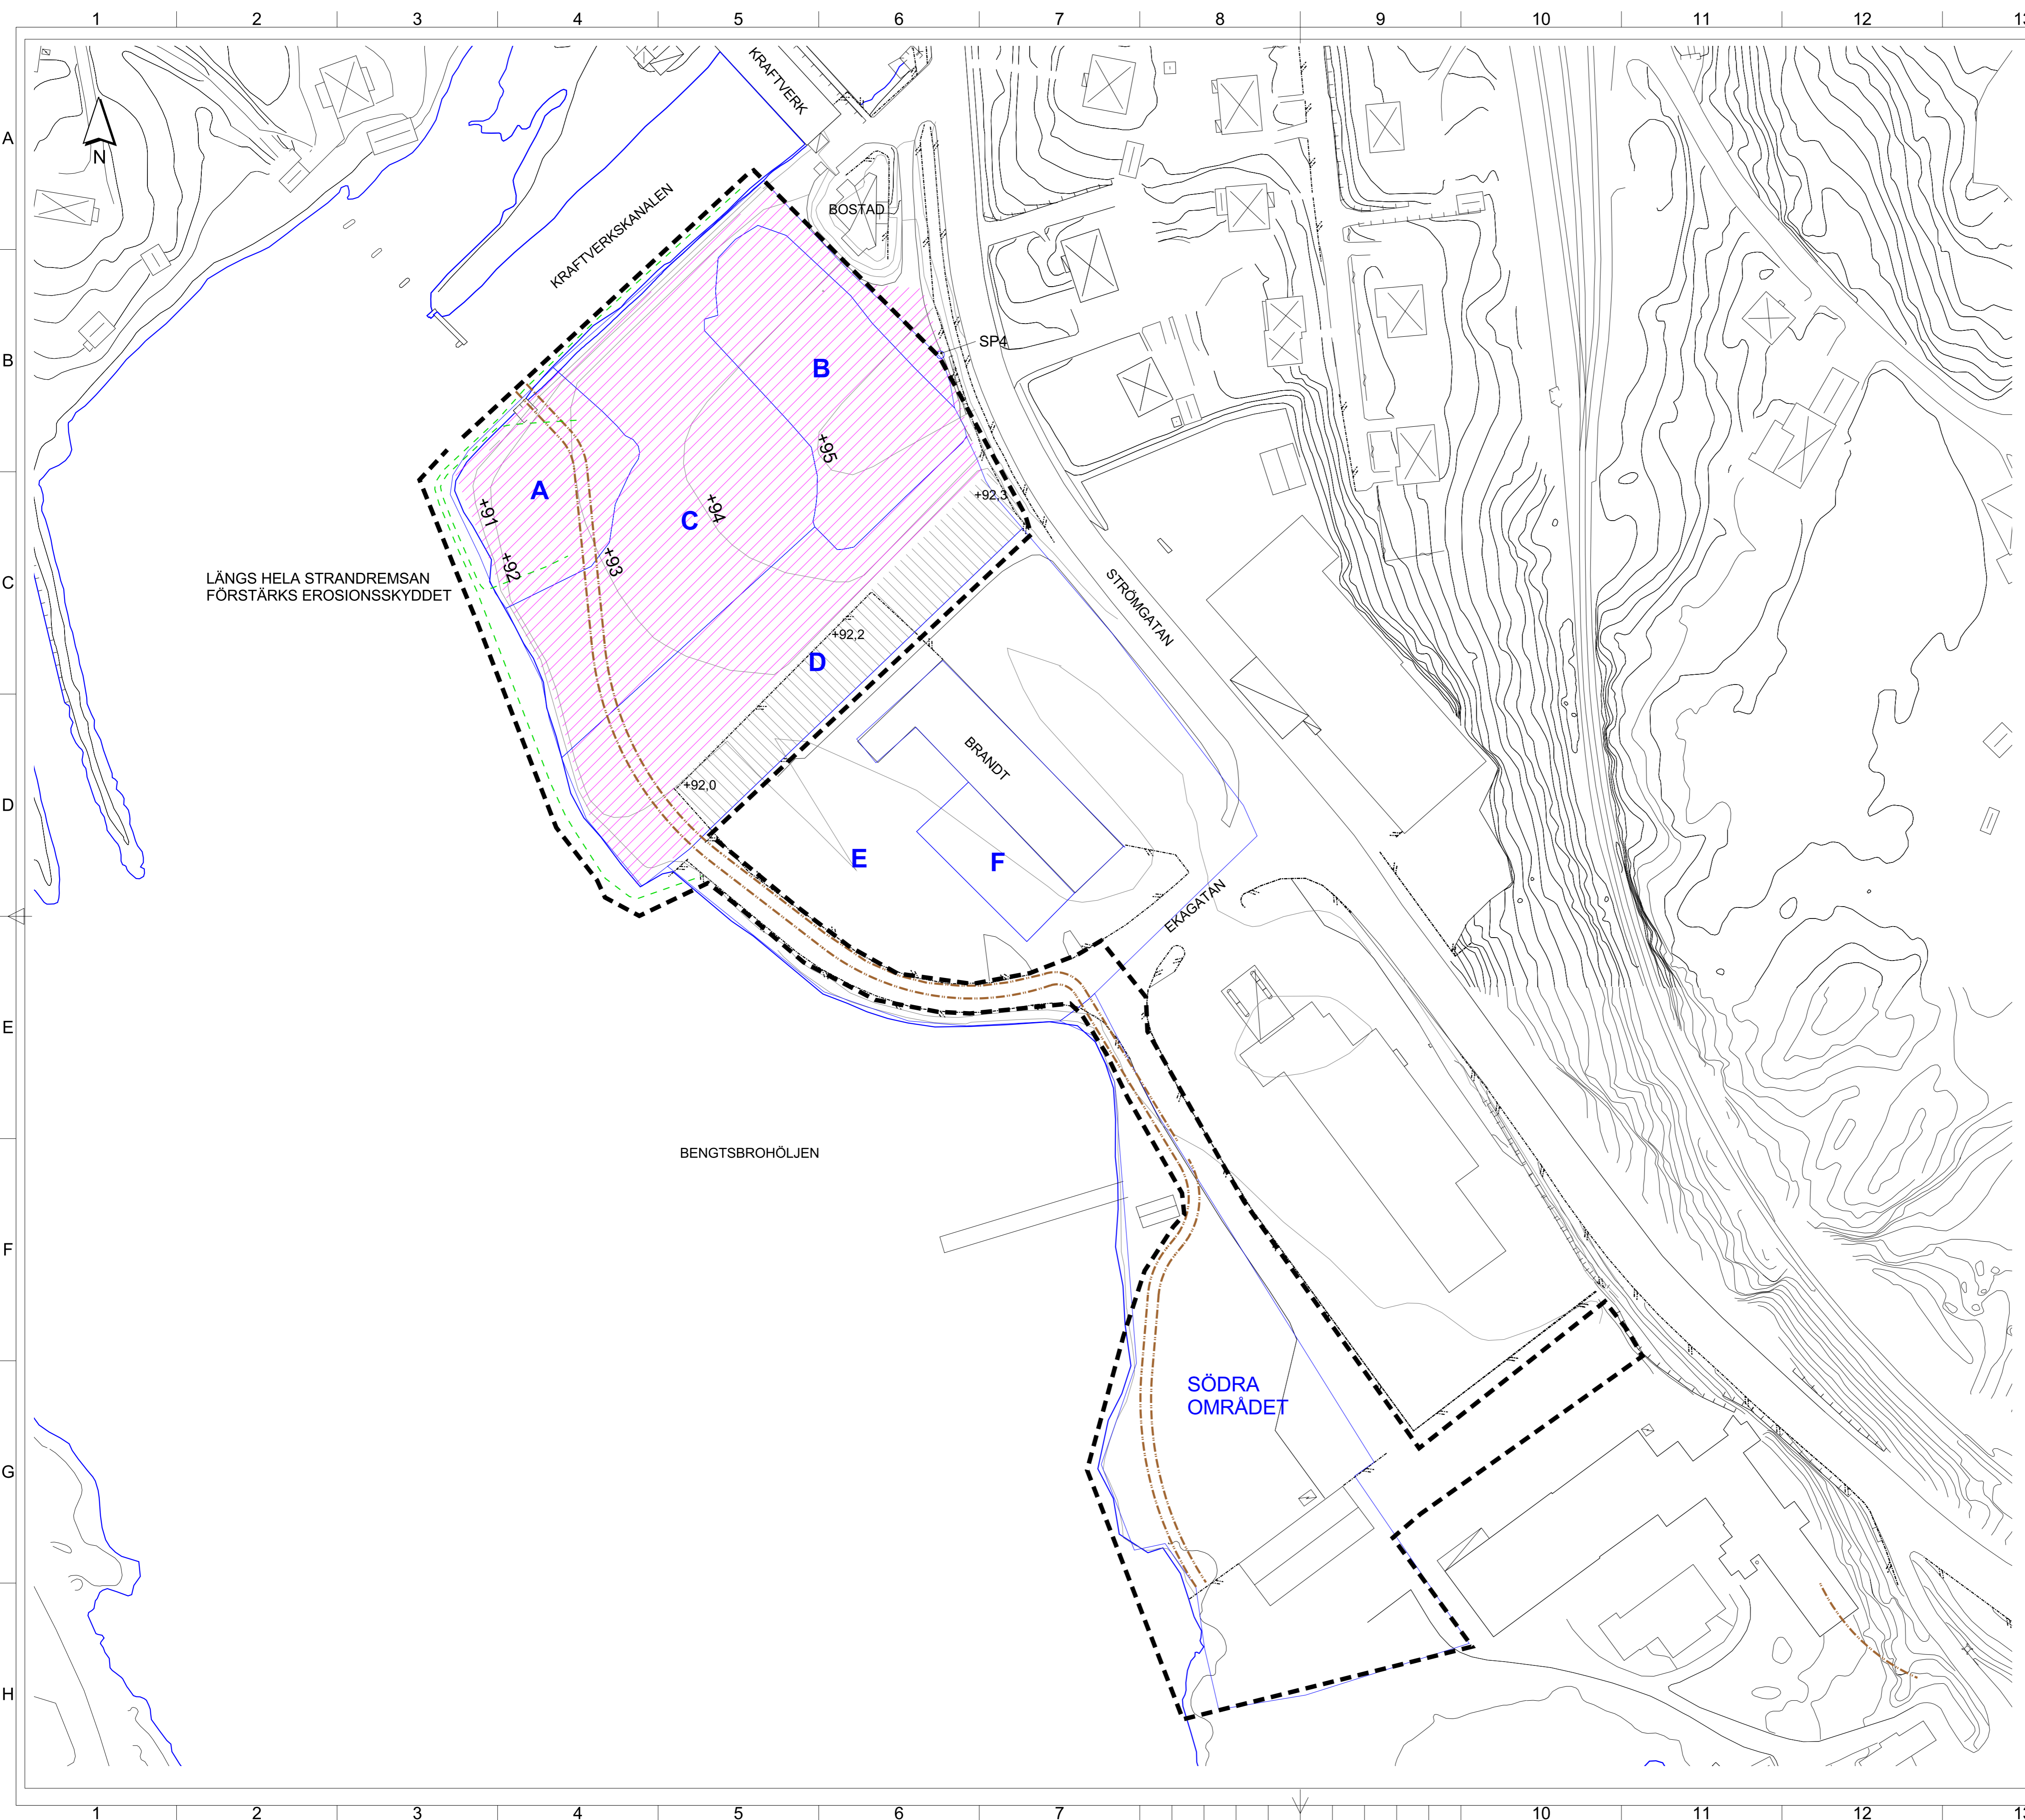 1 2 3 4 5 6 7 8 9 10 11 12
A
N
KRAFTVERK
KRAFTVERKSKANALEN
BOSTAD
SP4
B
B
+95
A
C
+94
+92,3
+91
+92
+93
C
LÄNGS HELA STRANDREMSAN
FÖRSTÄRKS EROSIONSSKYDDET
STRÖMGATAN
+92,2
D
BRANDT
+92,0
D
E
F
EKAGATAN
E
BENGTSBROHÖLJEN
F
SÖDRA
OMRÅDET
G
H
1 2 3 4 5 6 7 10 11 12